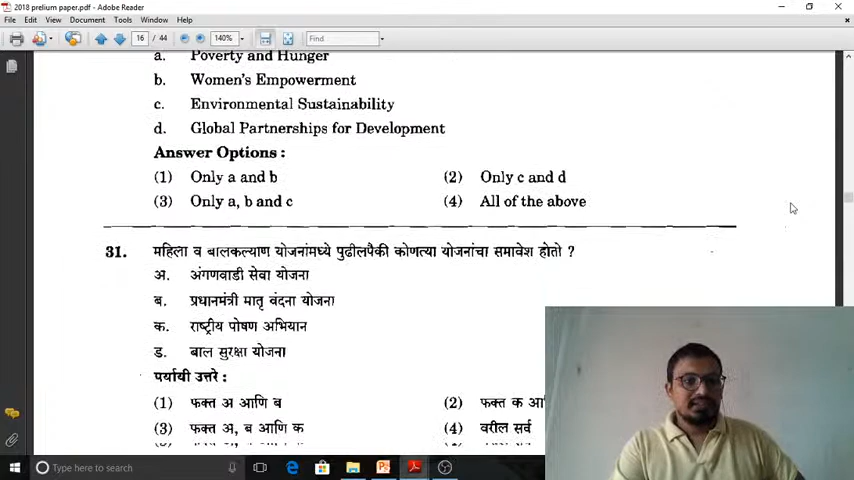 2018 prelium paper.pdf - Adobe Reader
File Edit View Document Tools Window Help
16 / 44 140% Find
a. Poverty and Hunger
b. Women's Empowerment
c. Environmental Sustainability
d. Global Partnerships for Development
Answer Options :
(1) Only a and b (2) Only c and d
(3) Only a, b and c (4) All of the above
31. महिला व बालकल्याण योजनांमध्ये पुढीलपैकी कोणत्या योजनांचा समावेश होतो ?
अ. अंगणवाडी सेवा योजना
ब. प्रधानमंत्री मातृ वंदना योजना
क. राष्ट्रीय पोषण अभियान
ड. बाल सुरक्षा योजना
पर्यायी उत्तरे :
(1) फक्त अ आणि ब (2) फक्त क
(3) फक्त अ, ब आणि क (4) वरील सर्व
Type here to search